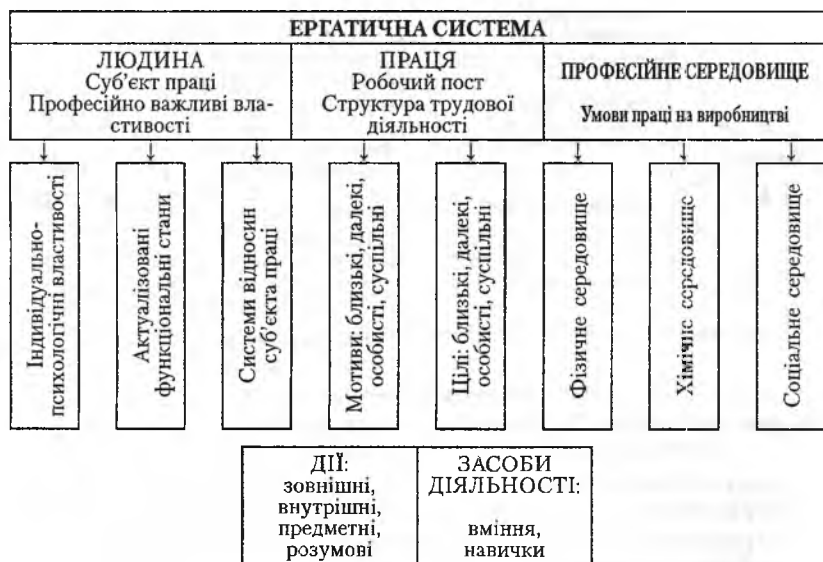 ЕРГАТИЧНА СИСТЕМА
ЛЮДИНА
Суб’єкт праці
Професійно важливі вла-
стивості
ПРАЦЯ
Робочий пост
Структура трудової
діяльності
ПРОФЕСІЙНЕ СЕРЕДОВИЩЕ
Умови праці на виробництві
Індивідуально-
психологічні властивості
Актуалізовані
функціональні стани
Системи відносин
суб’єкта праці
Мотиви: близькі, далекі,
особисті, суспільні
Цілі: близькі, далекі,
особисті, суспільні
Фізичне середовище
Хімічне середовище
Соціальне середовище
ДІЇ:
зовнішні,
внутрішні,
предметні,
розумові
ЗАСОБИ
ДІЯЛЬНОСТІ:
вміння,
навички